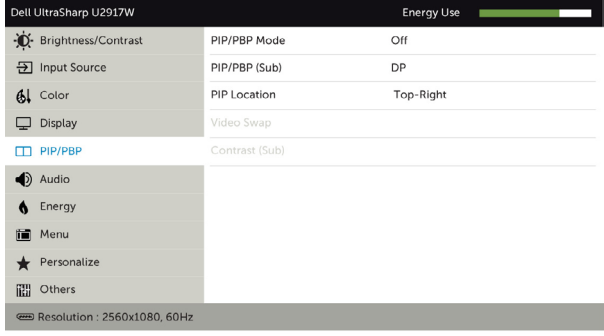 Dell UltraSharp U2917W Energy Use
Brightness/Contrast PIP/PBP Mode Off
Input Source PIP/PBP (Sub) DP
Color PIP Location Top-Right
Display Video Swap
PIP/PBP Contrast (Sub)
Audio
Energy
Menu
Personalize
Others
Resolution : 2560x1080, 60Hz